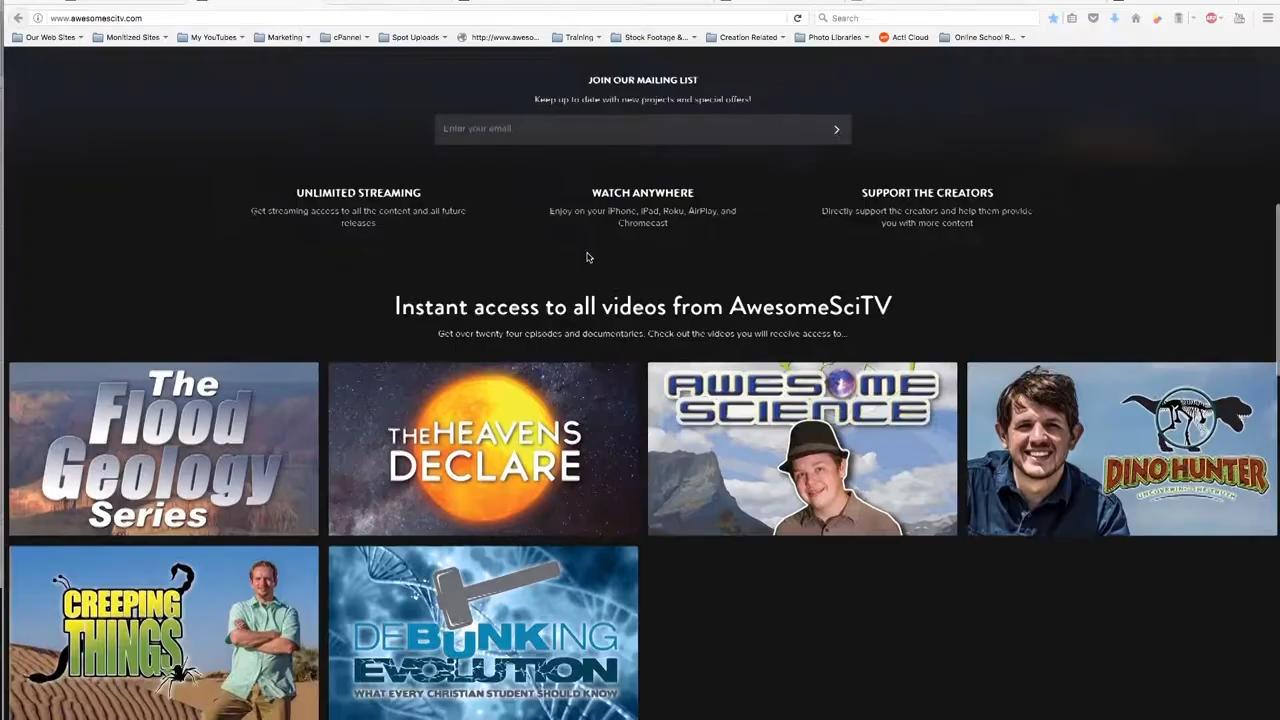 www.awesomescitv.com
Search
Our Web Sites
Monitized Sites
My YouTubes
Marketing
cPannel
Spot Uploads
http://www.aweso...
Training
Stock Footage &...
Creation Related
Photo Libraries
Act! Cloud
Online School R...
JOIN OUR MAILING LIST
Keep up to date with new projects and special offers!
Enter your email
UNLIMITED STREAMING
Get streaming access to all the content and all future
releases
WATCH ANYWHERE
Enjoy on your iPhone, iPad, Roku, AirPlay, and
Chromecast
SUPPORT THE CREATORS
Directly support the creators and help them provide
you with more content
Instant access to all videos from AwesomeSciTV
Get over twenty four episodes and documentaries. Check out the videos you will receive access to...
The
Flood
Geology
Series
THE HEAVENS
DECLARE
AWESOME
SCIENCE
DINO HUNTER
UNCOVERING THE TRUTH
CREEPING
THINGS
DEBUNKING
EVOLUTION
WHAT EVERY CHRISTIAN STUDENT SHOULD KNOW